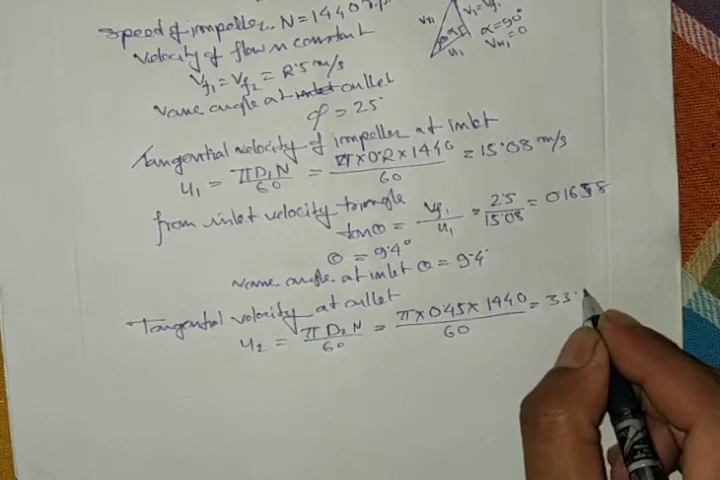 Speed of impeller. N = 1440 r.p
Velocity of flow n constant
Vf1 = Vf2 = 2.5 m/s
Vane angle at inlet outlet
φ = 25°
Tangential velocity of impeller at inlet
u1 = πD1N/60 = π×0.2×1440/60 = 15.08 m/s
from inlet velocity triangle
tanθ = Vf1/u1 = 2.5/15.08 = 0.1658
θ = 9.4°
Vane angle at inlet θ = 9.4°
Tangential velocity at outlet
u2 = πD2N/60 = π×0.45×1440/60 = 33.
V1 = Vf1
α = 90°
Vw1 = 0
u1